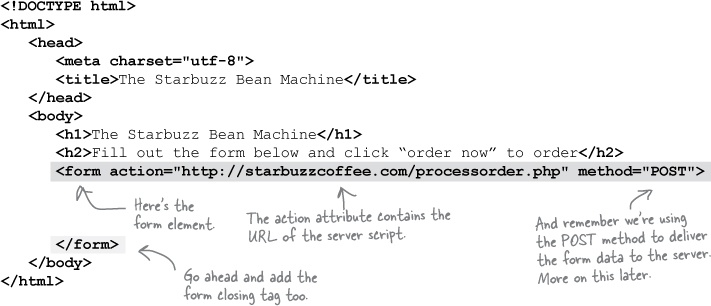 <!DOCTYPE html>
<html>
<head>
<meta charset="utf-8">
<title>The Starbuzz Bean Machine</title>
</head>
<body>
<h1>The Starbuzz Bean Machine</h1>
<h2>Fill out the form below and click “order now” to order</h2>
<form action="http://starbuzzcoffee.com/processorder.php" method="POST">
Here's the
form element.
The action attribute contains the
URL of the server script.
And remember we're using
the POST method to deliver
the form data to the server.
More on this later.
</form>
Go ahead and add the
form closing tag too.
</body>
</html>